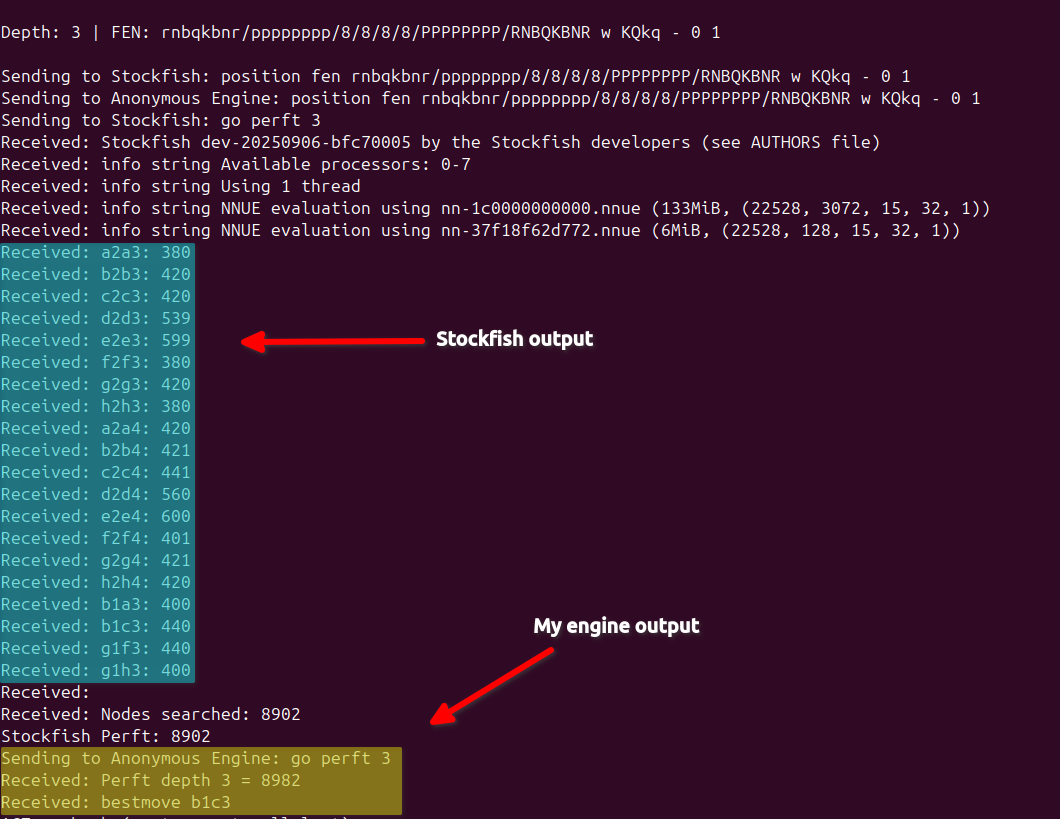 Depth: 3 | FEN: rnbqkbnr/pppppppp/8/8/8/8/PPPPPPPP/RNBQKBNR w KQkq - 0 1
Sending to Stockfish: position fen rnbqkbnr/pppppppp/8/8/8/8/PPPPPPPP/RNBQKBNR w KQkq - 0 1
Sending to Anonymous Engine: position fen rnbqkbnr/pppppppp/8/8/8/8/PPPPPPPP/RNBQKBNR w KQkq - 0 1
Sending to Stockfish: go perft 3
Received: Stockfish dev-20250906-bfc70005 by the Stockfish developers (see AUTHORS file)
Received: info string Available processors: 0-7
Received: info string Using 1 thread
Received: info string NNUE evaluation using nn-1c0000000000.nnue (133MiB, (22528, 3072, 15, 32, 1))
Received: info string NNUE evaluation using nn-37f18f62d772.nnue (6MiB, (22528, 128, 15, 32, 1))
Received: a2a3: 380
Received: b2b3: 420
Received: c2c3: 420
Received: d2d3: 539
Received: e2e3: 599
Stockfish output
Received: f2f3: 380
Received: g2g3: 420
Received: h2h3: 380
Received: a2a4: 420
Received: b2b4: 421
Received: c2c4: 441
Received: d2d4: 560
Received: e2e4: 600
Received: f2f4: 401
Received: g2g4: 421
Received: h2h4: 420
Received: b1a3: 400
Received: b1c3: 440
My engine output
Received: g1f3: 440
Received: g1h3: 400
Received:
Received: Nodes searched: 8902
Stockfish Perft: 8902
Sending to Anonymous Engine: go perft 3
Received: Perft depth 3 = 8982
Received: bestmove b1c3